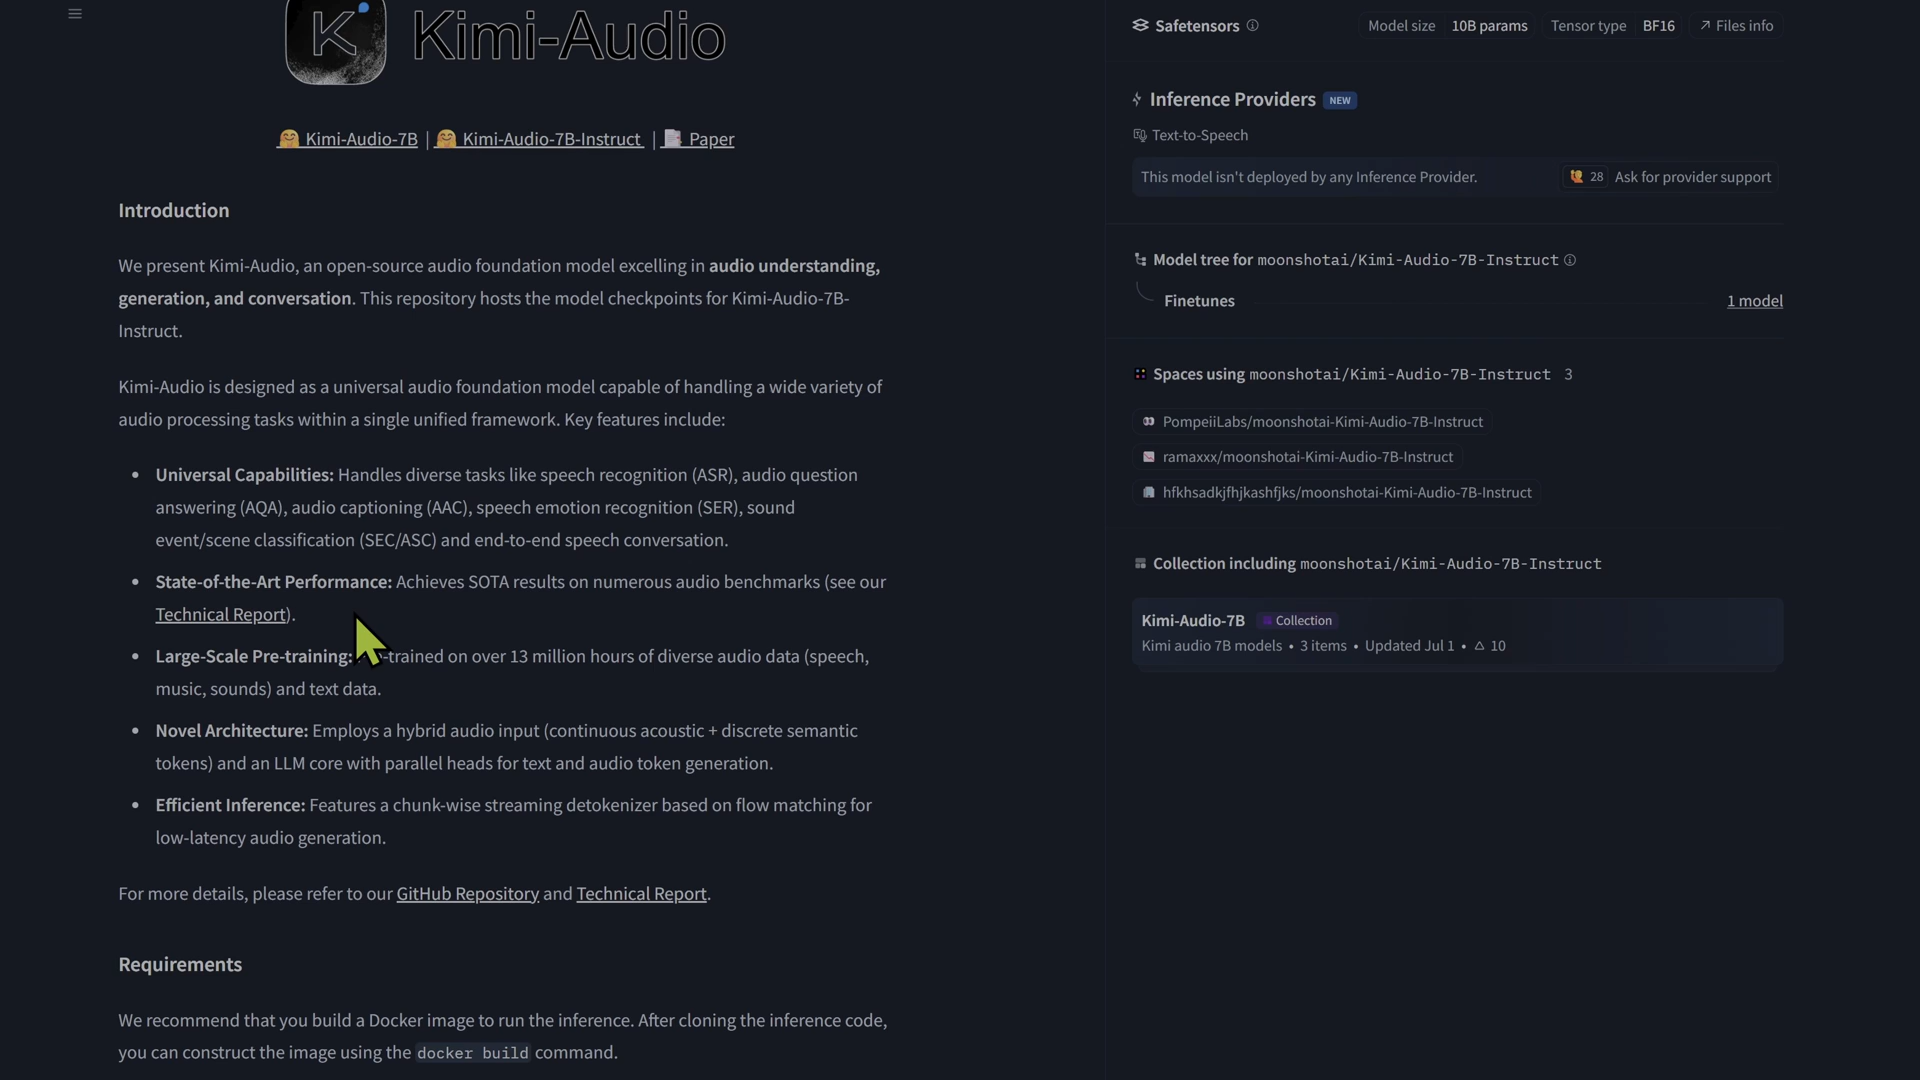 Kimi-Audio
Kimi-Audio-7B | Kimi-Audio-7B-Instruct | Paper
Introduction
We present Kimi-Audio, an open-source audio foundation model excelling in audio understanding,
generation, and conversation. This repository hosts the model checkpoints for Kimi-Audio-7B-
Instruct.
Kimi-Audio is designed as a universal audio foundation model capable of handling a wide variety of
audio processing tasks within a single unified framework. Key features include:
• Universal Capabilities: Handles diverse tasks like speech recognition (ASR), audio question
answering (AQA), audio captioning (AAC), speech emotion recognition (SER), sound
event/scene classification (SEC/ASC) and end-to-end speech conversation.
• State-of-the-Art Performance: Achieves SOTA results on numerous audio benchmarks (see our
Technical Report).
• Large-Scale Pre-training: -trained on over 13 million hours of diverse audio data (speech,
music, sounds) and text data.
• Novel Architecture: Employs a hybrid audio input (continuous acoustic + discrete semantic
tokens) and an LLM core with parallel heads for text and audio token generation.
• Efficient Inference: Features a chunk-wise streaming detokenizer based on flow matching for
low-latency audio generation.
For more details, please refer to our GitHub Repository and Technical Report.
Requirements
We recommend that you build a Docker image to run the inference. After cloning the inference code,
you can construct the image using the docker build command.
Safetensors Model size 10B params Tensor type BF16 Files info
Inference Providers NEW
Text-to-Speech
This model isn't deployed by any Inference Provider. 28 Ask for provider support
Model tree for moonshotai/Kimi-Audio-7B-Instruct
Finetunes 1 model
Spaces using moonshotai/Kimi-Audio-7B-Instruct 3
PompeiiLabs/moonshotai-Kimi-Audio-7B-Instruct
ramaxxx/moonshotai-Kimi-Audio-7B-Instruct
hfkhsadkjfhjkashfjks/moonshotai-Kimi-Audio-7B-Instruct
Collection including moonshotai/Kimi-Audio-7B-Instruct
Kimi-Audio-7B Collection
Kimi audio 7B models • 3 items • Updated Jul 1 • 10